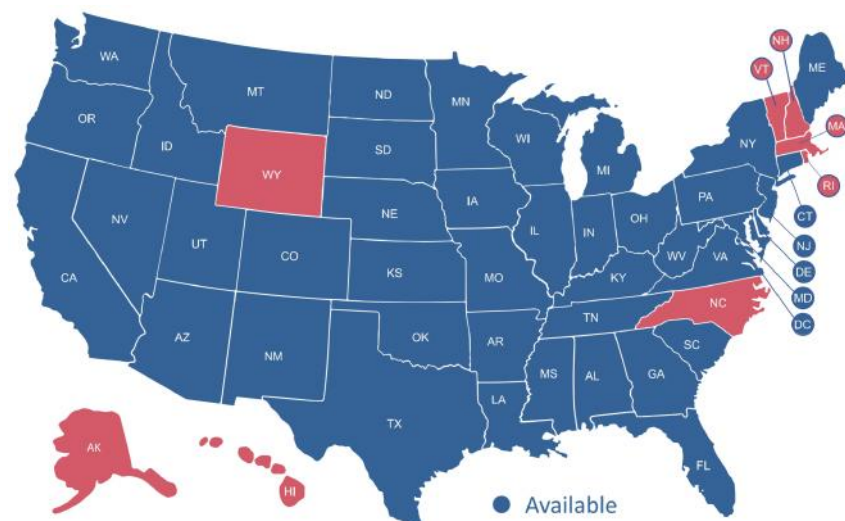 NH
WA
VT
ME
MT
ND
MN
OR
MA
ID
SD
WI
NY
WY
MI
RI
IA
PA
NE
CT
NV
OH
IL
IN
NJ
UT
CO
WV
VA
DE
CA
KS
MO
KY
MD
NC
TN
DC
AZ
OK
AR
NM
SC
MS
AL
GA
LA
TX
AK
FL
HI
Available